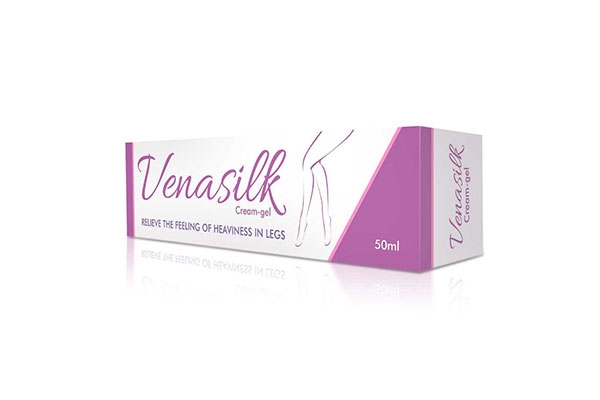 Venasilk
Cream-gel
RELIEVE THE FEELING OF HEAVINESS IN LEGS
50ml
Venasilk
Cream-gel